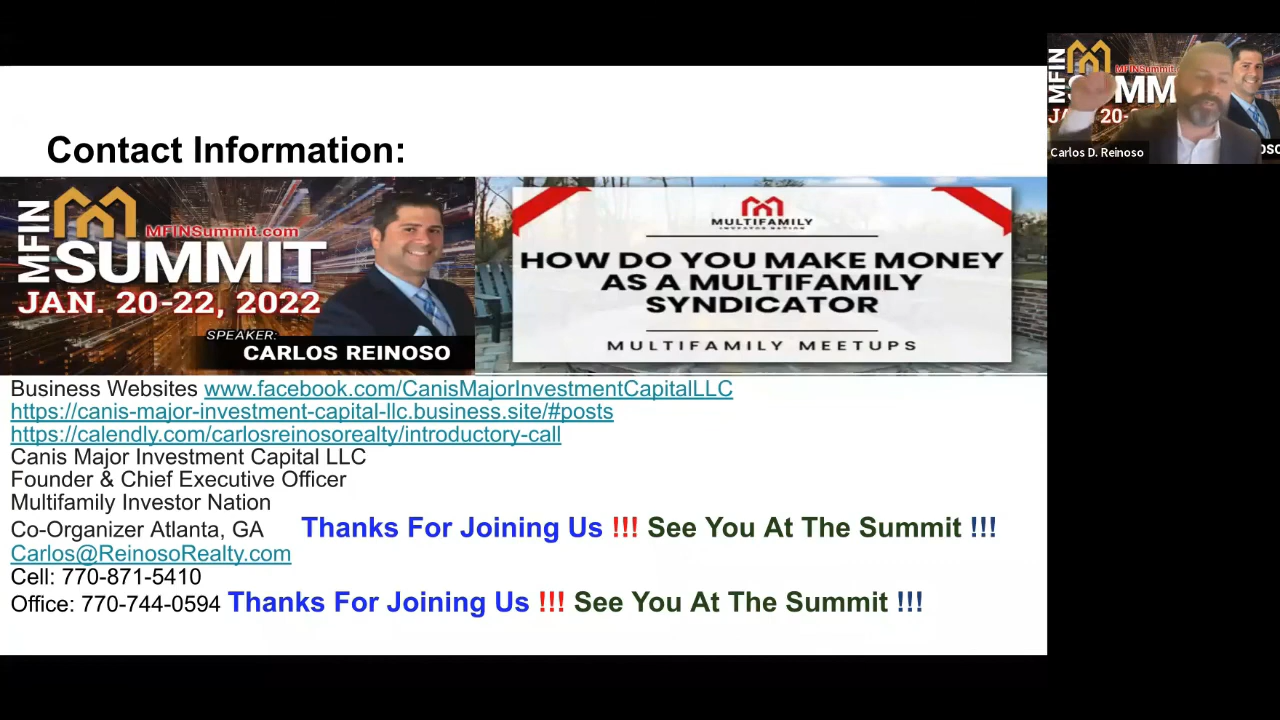 Contact Information:
MFIN
MFINSummit.com
SUMMIT
JAN. 20-22, 2022
SPEAKER:
CARLOS REINOSO
MULTIFAMILY
INVESTOR NATION
HOW DO YOU MAKE MONEY
AS A MULTIFAMILY
SYNDICATOR
MULTIFAMILY MEETUPS
Business Websites www.facebook.com/CanisMajorInvestmentCapitalLLC
https://canis-major-investment-capital-llc.business.site/#posts
https://calendly.com/carlosreinosorealty/introductory-call
Canis Major Investment Capital LLC
Founder & Chief Executive Officer
Multifamily Investor Nation
Co-Organizer Atlanta, GA Thanks For Joining Us !!! See You At The Summit !!!
Carlos@ReinosoRealty.com
Cell: 770-871-5410
Office: 770-744-0594 Thanks For Joining Us !!! See You At The Summit !!!
MFIN
MFINSummit
Carlos D. Reinoso